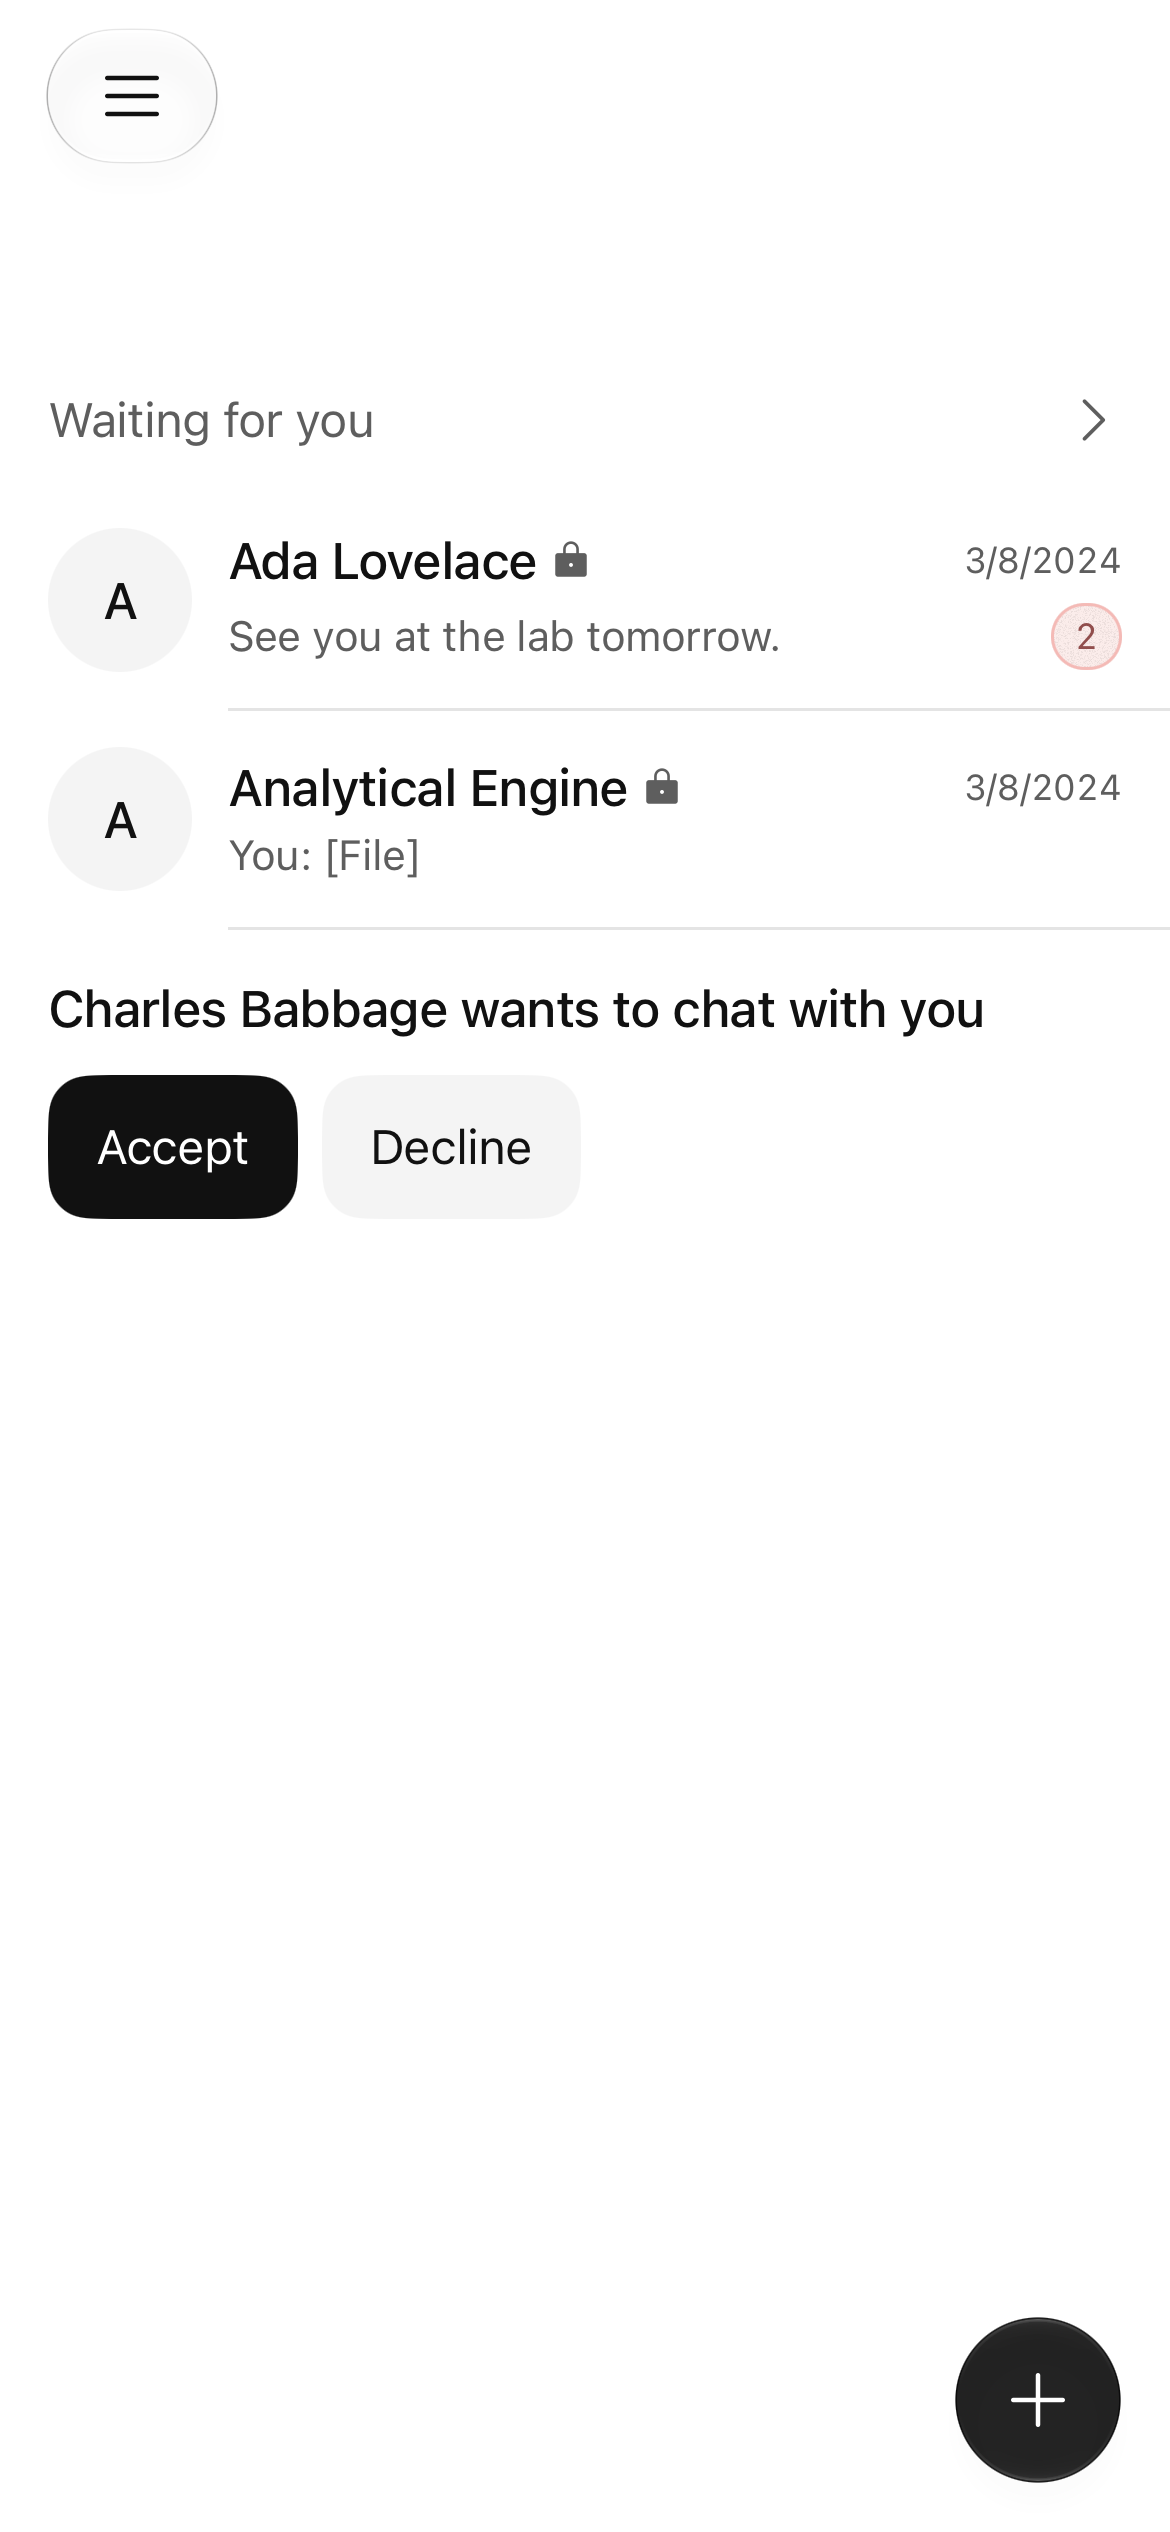 Waiting for you
A
Ada Lovelace
3/8/2024
See you at the lab tomorrow.
2
A
Analytical Engine
3/8/2024
You: [File]
Charles Babbage wants to chat with you
Accept
Decline